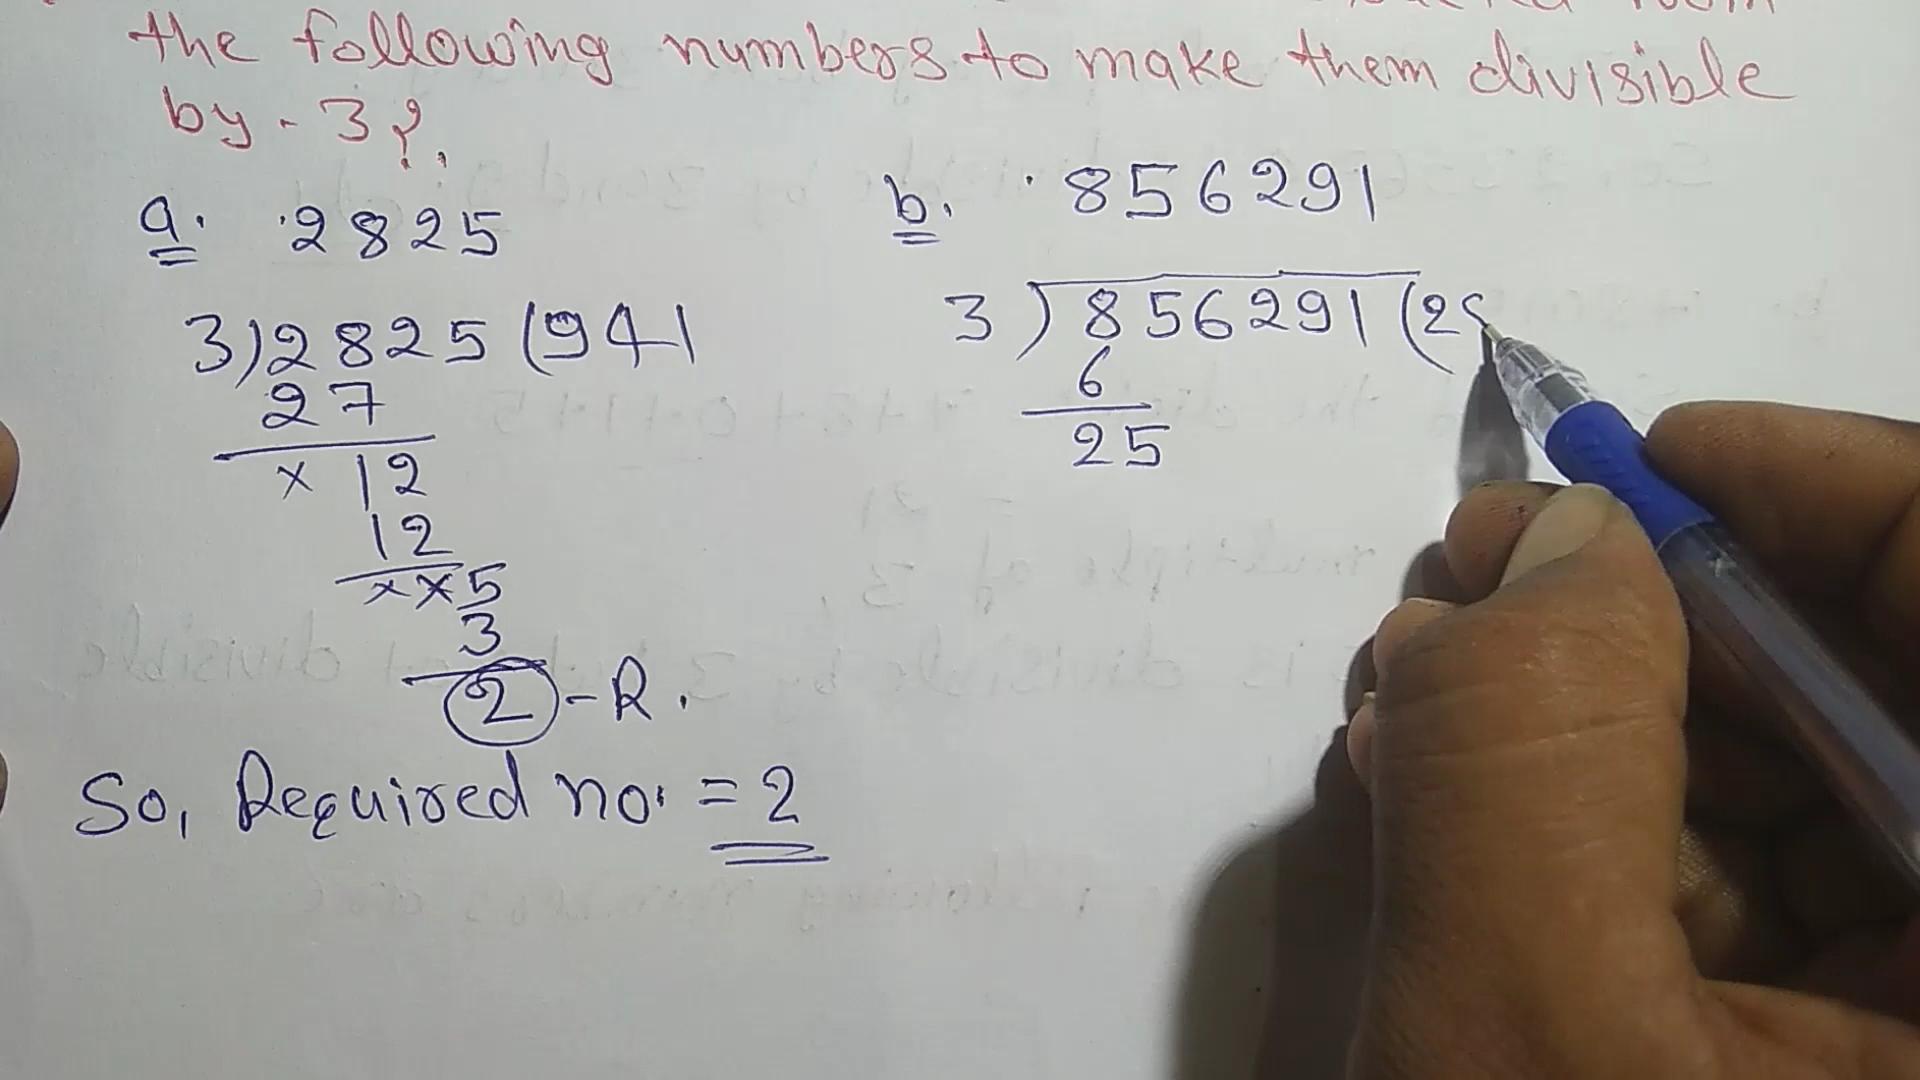 the following numbers to make them divisible
by - 3?.
a. 2825
3)2825(941
27
x 12
12
xx5
3
2 - R.
So, Required no. = 2
b. 856291
3)856291(2
6
25